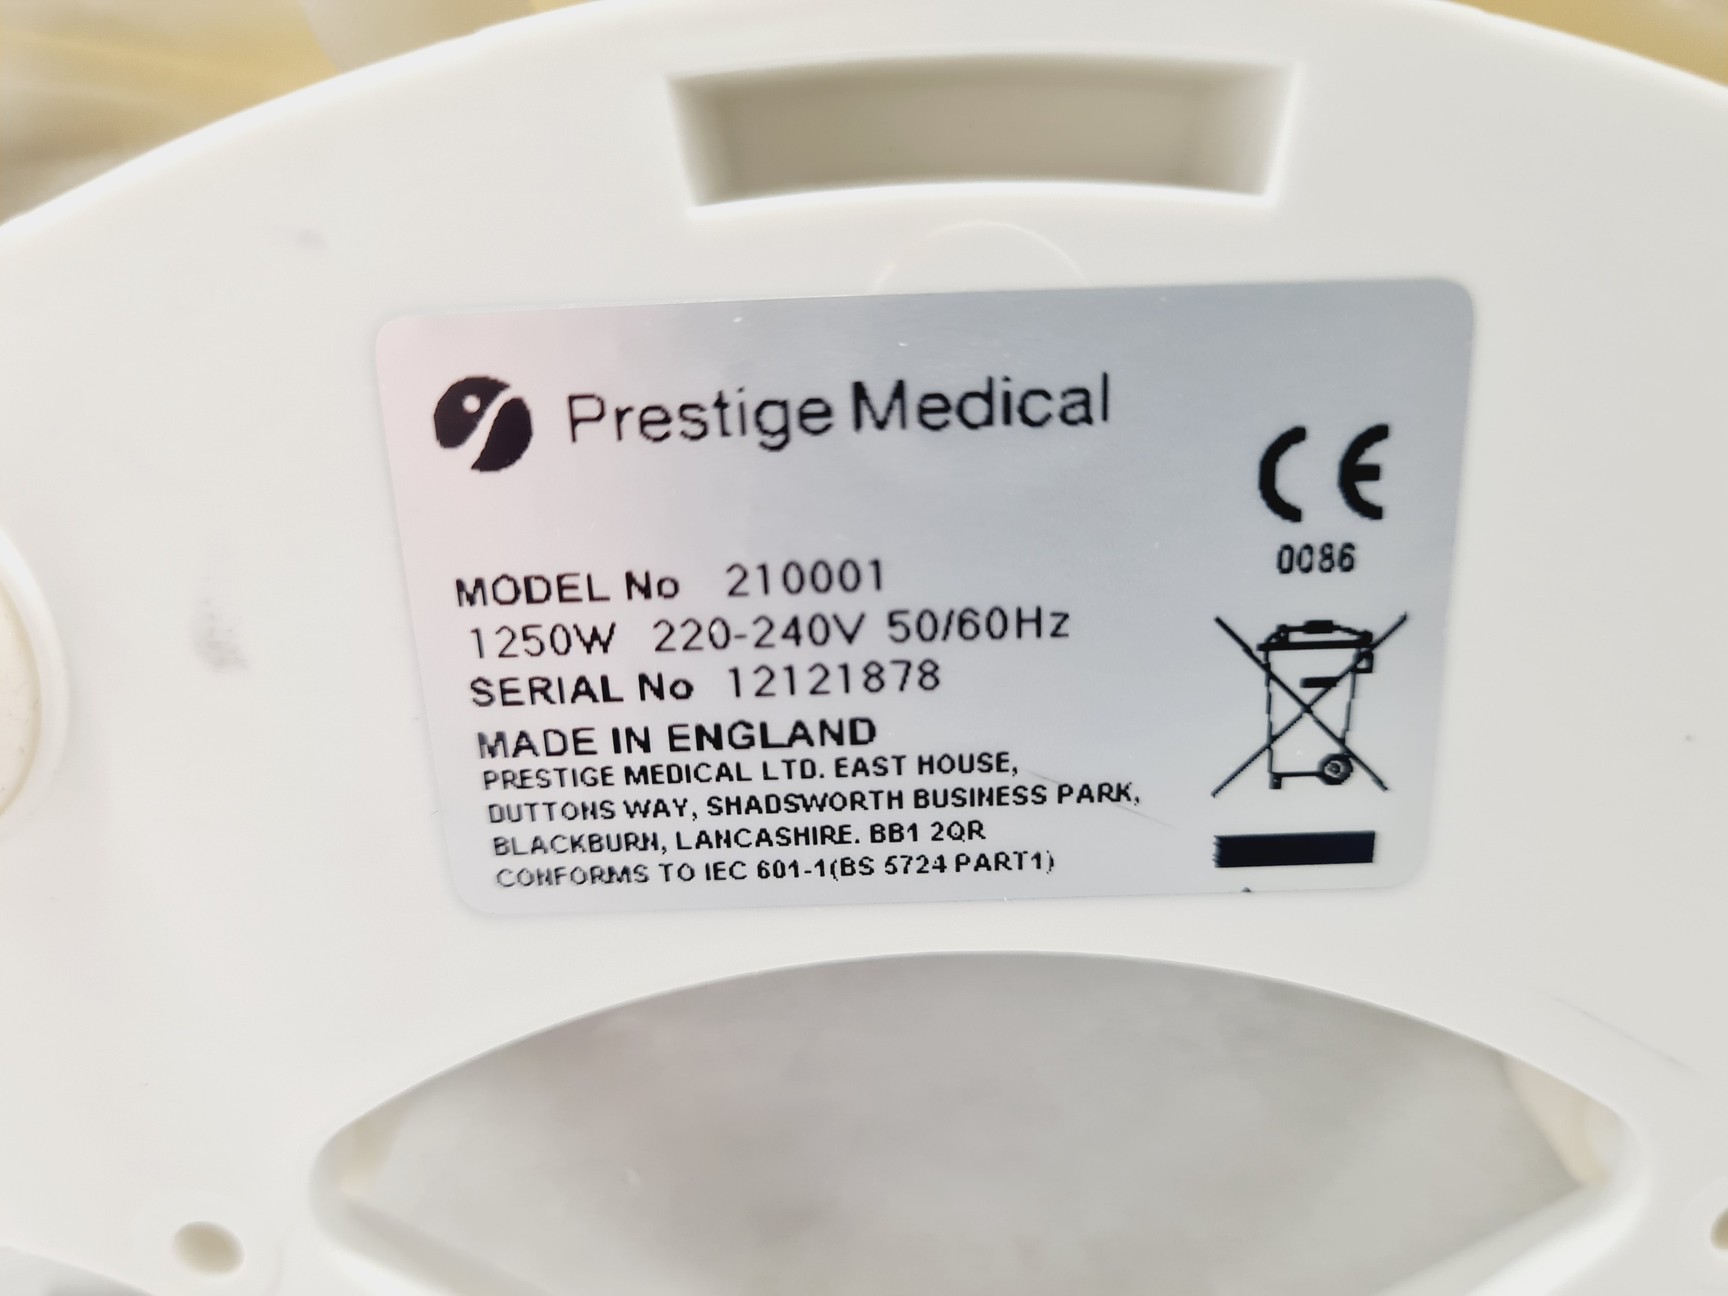 Prestige Medical
CE
0086
MODEL No 210001
1250W 220-240V 50/60Hz
SERIAL No 12121878
MADE IN ENGLAND
PRESTIGE MEDICAL LTD. EAST HOUSE,
DUTTONS WAY, SHADSWORTH BUSINESS PARK,
BLACKBURN, LANCASHIRE. BB1 2QR
CONFORMS TO IEC 601-1(BS 5724 PART1)